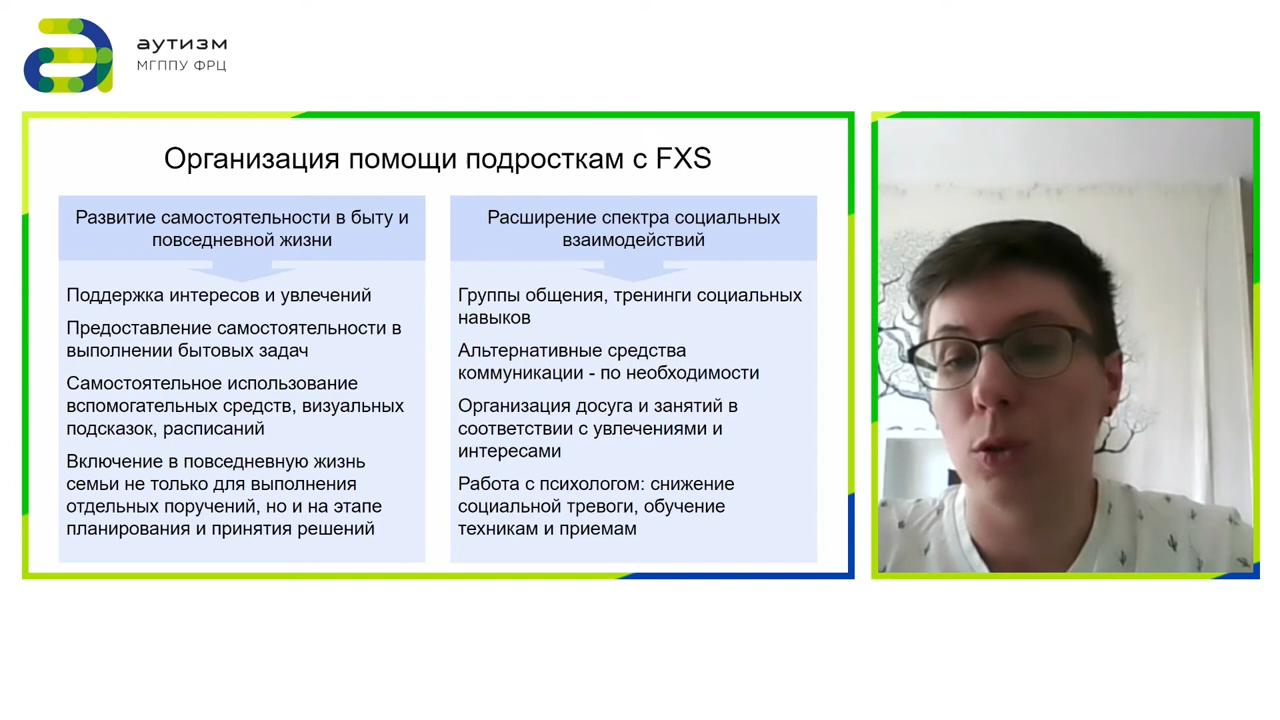 аутизм
МГППУ ФРЦ
Организация помощи подросткам с FXS
Развитие самостоятельности в быту и
повседневной жизни
Поддержка интересов и увлечений
Предоставление самостоятельности в
выполнении бытовых задач
Самостоятельное использование
вспомогательных средств, визуальных
подсказок, расписаний
Включение в повседневную жизнь
семьи не только для выполнения
отдельных поручений, но и на этапе
планирования и принятия решений
Расширение спектра социальных
взаимодействий
Группы общения, тренинги социальных
навыков
Альтернативные средства
коммуникации - по необходимости
Организация досуга и занятий в
соответствии с увлечениями и
интересами
Работа с психологом: снижение
социальной тревоги, обучение
техникам и приемам